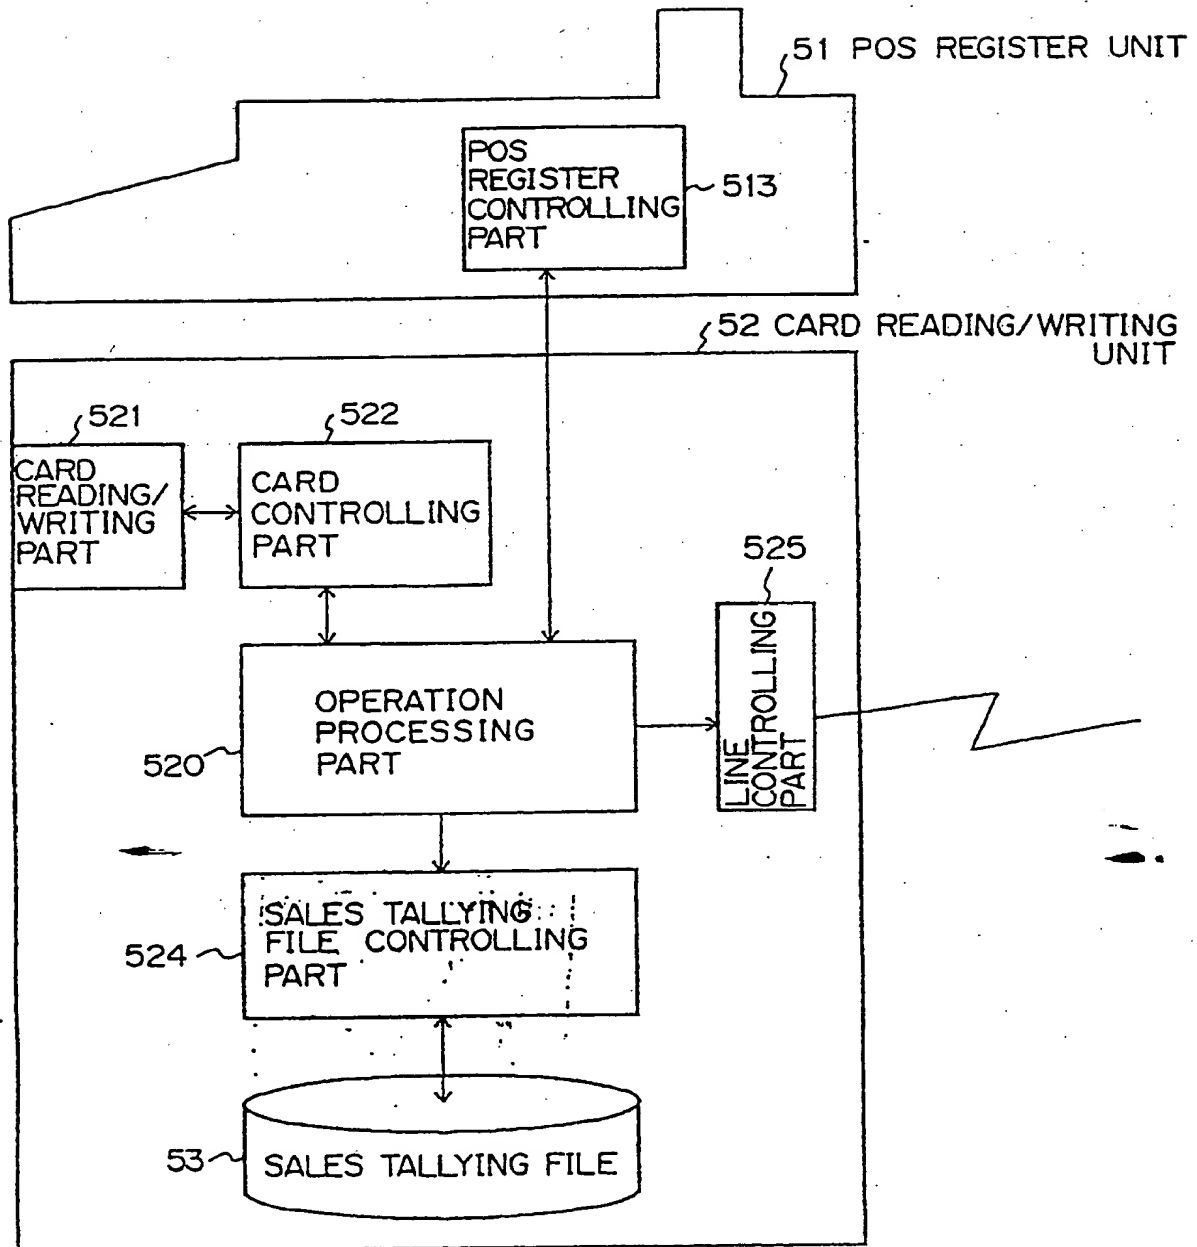 51 POS REGISTER UNIT
POS
REGISTER
CONTROLLING
PART
513
52 CARD READING/WRITING
UNIT
521
522
CARD
READING/
WRITING
PART
CARD
CONTROLLING
PART
525
LINE
CONTROLLING
PART
OPERATION
PROCESSING
PART
520
SALES TALLYING
FILE CONTROLLING
PART
524
53
SALES TALLYING FILE